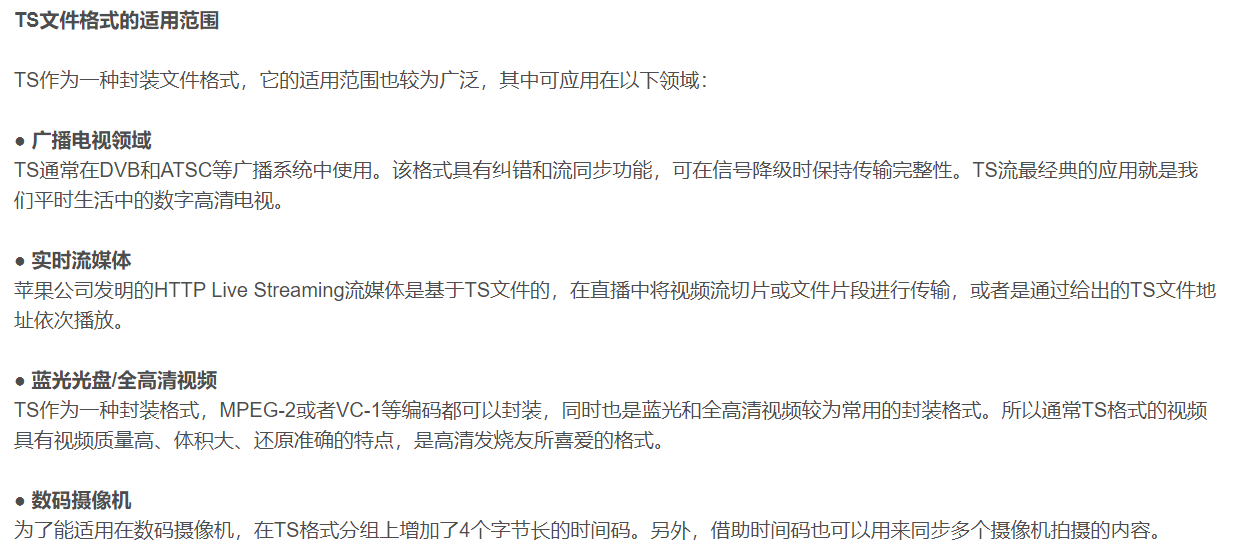 TS文件格式的适用范围
TS作为一种封装文件格式，它的适用范围也较为广泛，其中可应用在以下领域：
● 广播电视领域
TS通常在DVB和ATSC等广播系统中使用。该格式具有纠错和流同步功能，可在信号降级时保持传输完整性。TS流最经典的应用就是我
们平时生活中的数字高清电视。
● 实时流媒体
苹果公司发明的HTTP Live Streaming流媒体是基于TS文件的，在直播中将视频流切片或文件片段进行传输，或者是通过给出的TS文件地
址依次播放。
● 蓝光光盘/全高清视频
TS作为一种封装格式，MPEG-2或者VC-1等编码都可以封装，同时也是蓝光和全高清视频较为常用的封装格式。所以通常TS格式的视频
具有视频质量高、体积大、还原准确的特点，是高清发烧友所喜爱的格式。
● 数码摄像机
为了能适用在数码摄像机，在TS格式分组上增加了4个字节长的时间码。另外，借助时间码也可以用来同步多个摄像机拍摄的内容。